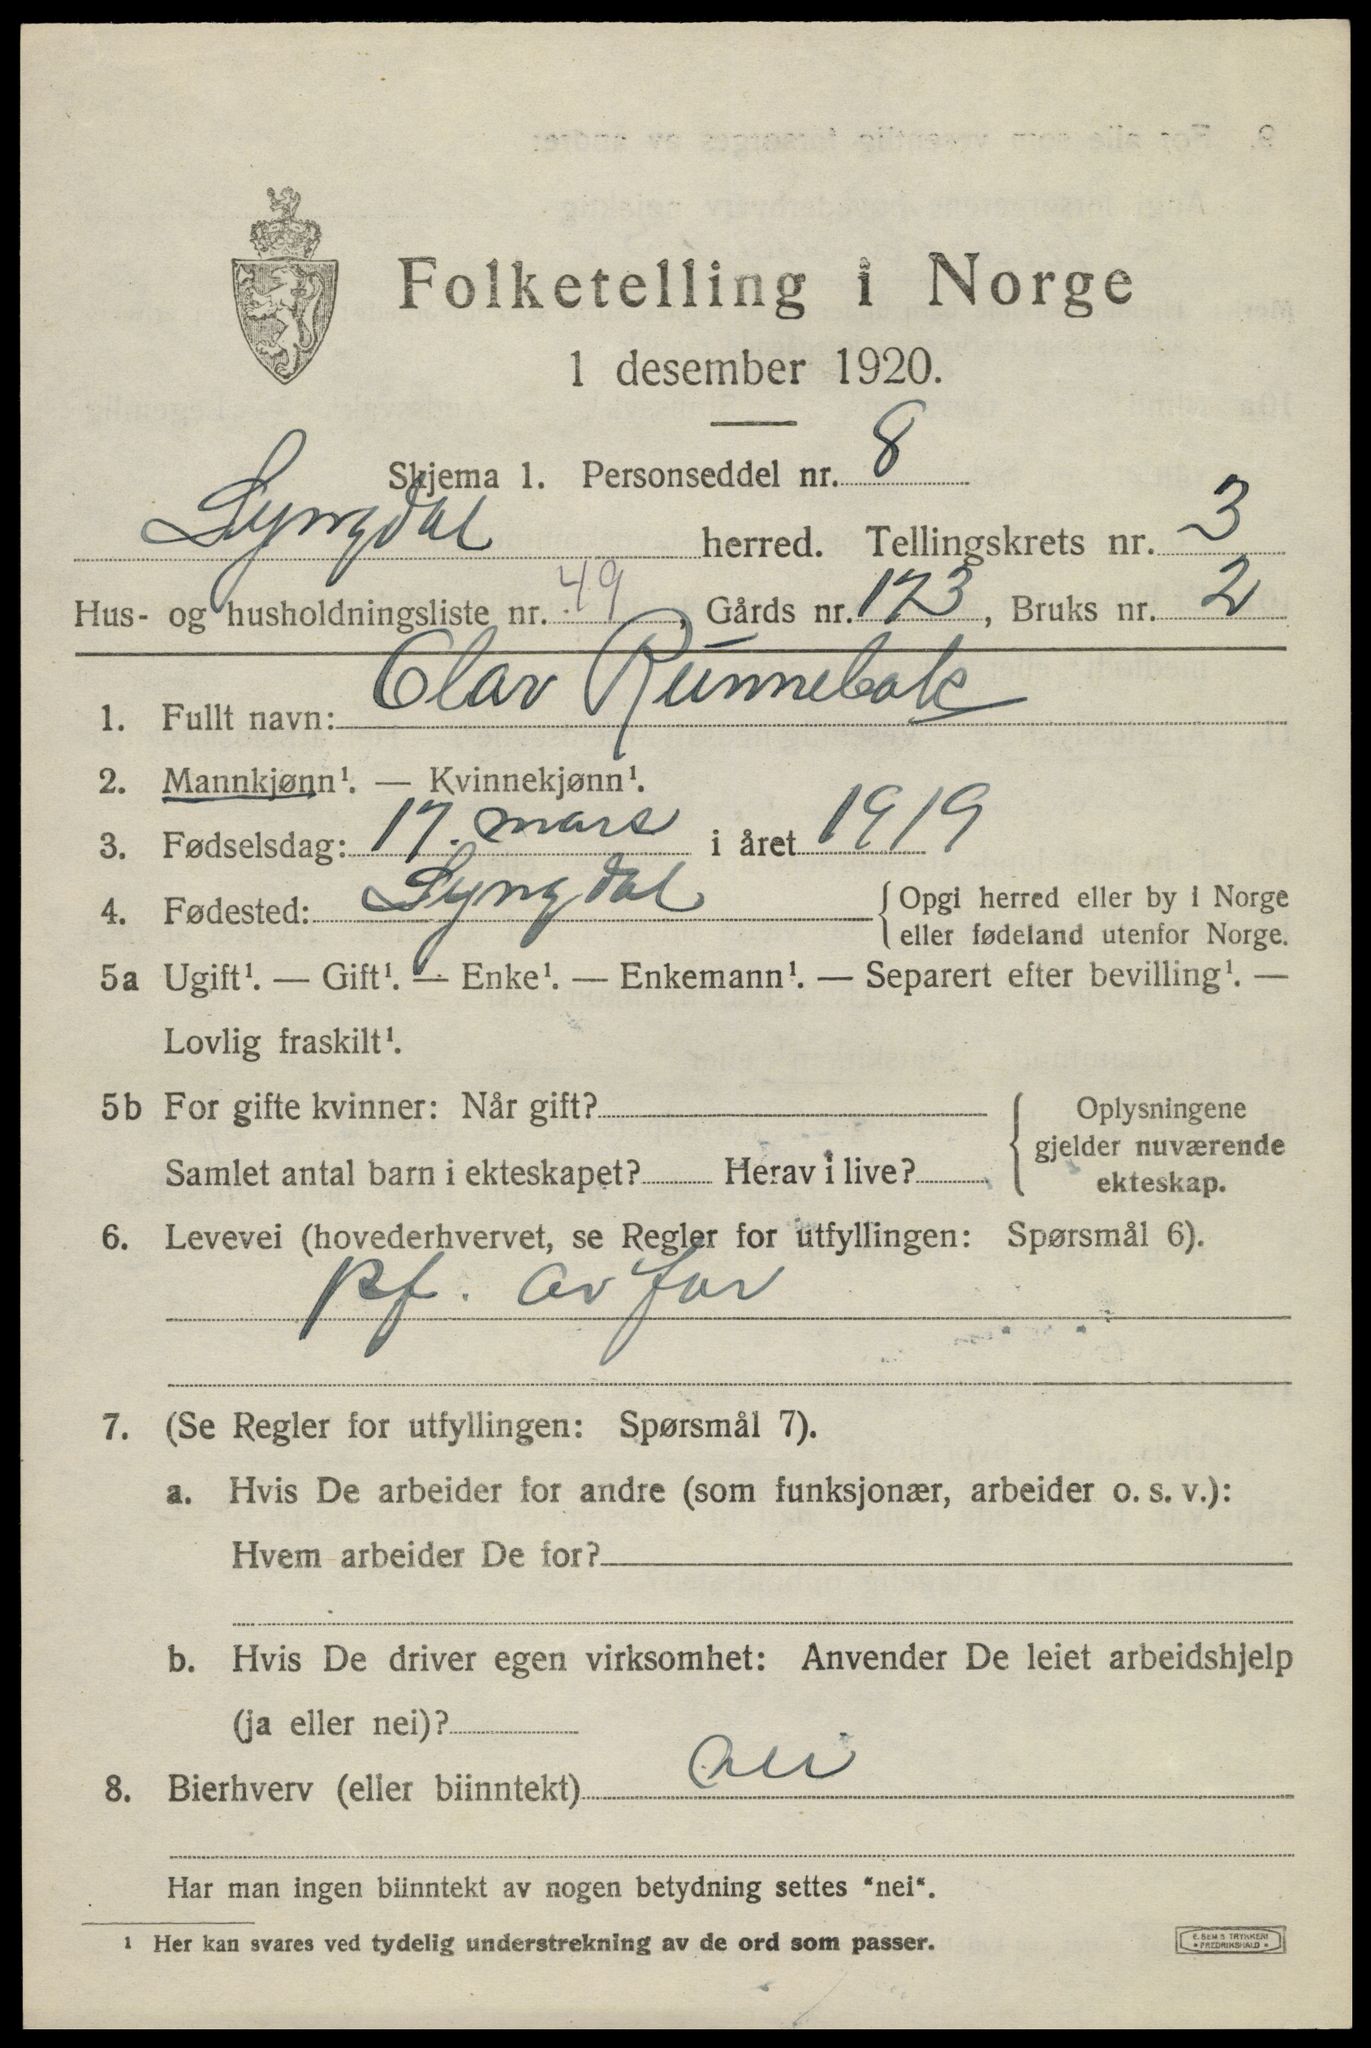 Folketelling i Norge
1 desember 1920.
Skjema 1. Personseddel nr. 8
Lyngdal herred. Tellingskrets nr. 3
Hus- og husholdningsliste nr. 49, Gårds nr. 173, Bruks nr. 2
1. Fullt navn: Olav Rúnnebak
2. Mannkjønn¹. — Kvinnekjønn¹.
3. Fødselsdag: 17. mars i året 1919
4. Fødested: Lyngdal {Opgi herred eller by i Norge
eller fødeland utenfor Norge.
5a Ugift¹. — Gift¹. — Enke¹. — Enkemann¹. — Separert efter bevilling¹. —
Lovlig fraskilt¹.
5b For gifte kvinner: Når gift? { Oplysningene
gjelder nuværende
Samlet antal barn i ekteskapet? Herav i live?
ekteskap.
6. Levevei (hovederhvervet, se Regler for utfyllingen: Spørsmål 6).
pf. av far
7. (Se Regler for utfyllingen: Spørsmål 7).
a. Hvis De arbeider for andre (som funksjonær, arbeider o. s. v.):
Hvem arbeider De for?
b. Hvis De driver egen virksomhet: Anvender De leiet arbeidshjelp
(ja eller nei)?
8. Bierhverv (eller biinntekt) nei
Har man ingen biinntekt av nogen betydning settes "nei".
¹ Her kan svares ved tydelig understrekning av de ord som passer.
E. SEM'S TRYKKERI
• FREDRIKSHALD •